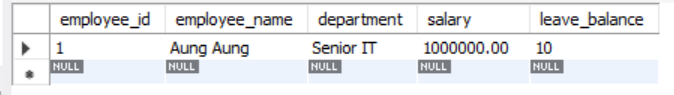 employee_id employee_name department salary leave_balance
1 Aung Aung Senior IT 1000000.00 10
NULL NULL NULL NULL NULL